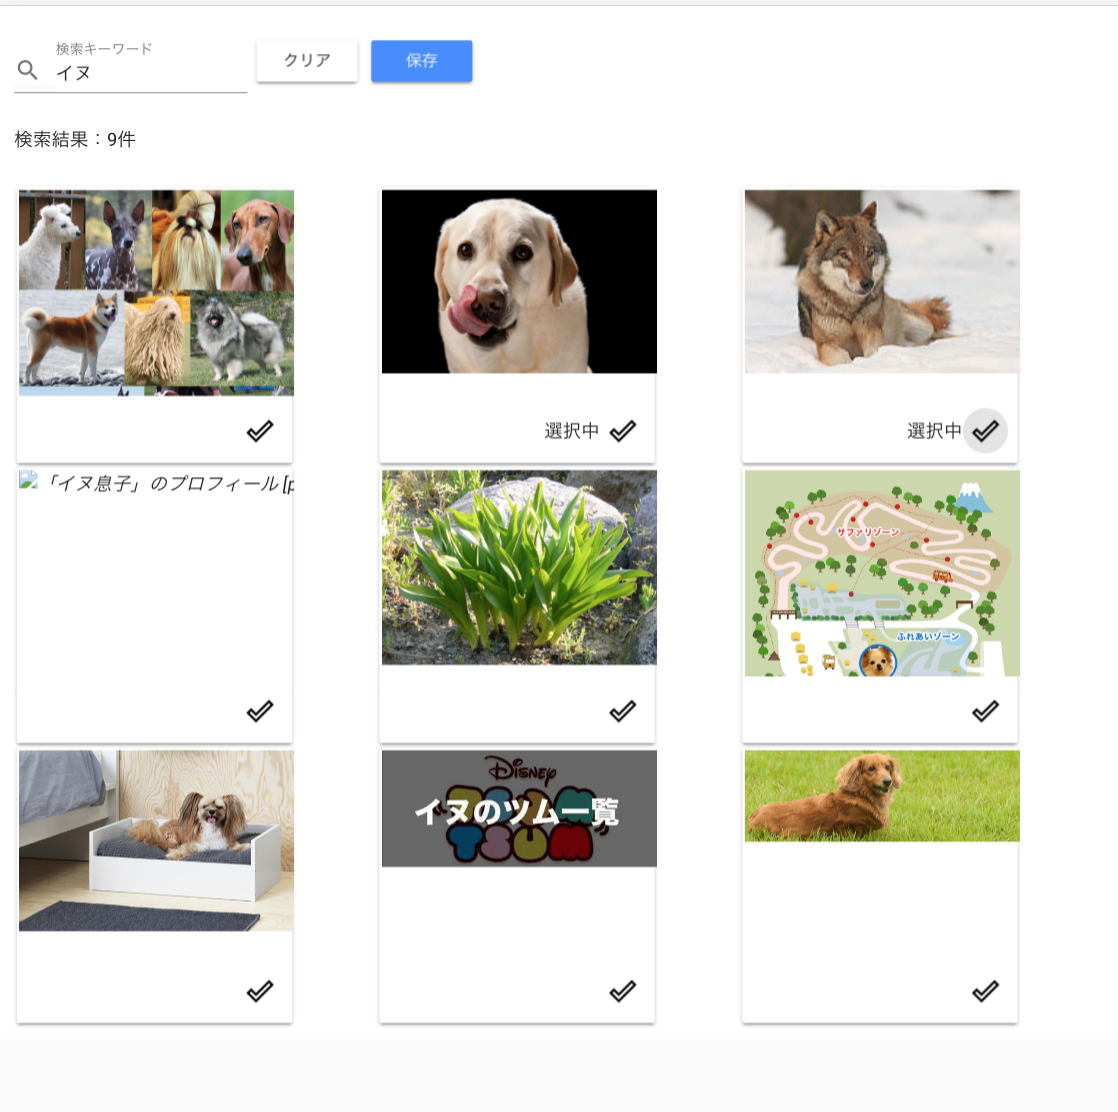 検索キーワード
イヌ
クリア
保存
検索結果：9件
選択中
選択中
「イヌ息子」のプロフィール [p
サファリゾーン
ふれあいゾーン
Disney
イヌのツム一覧
TSUM